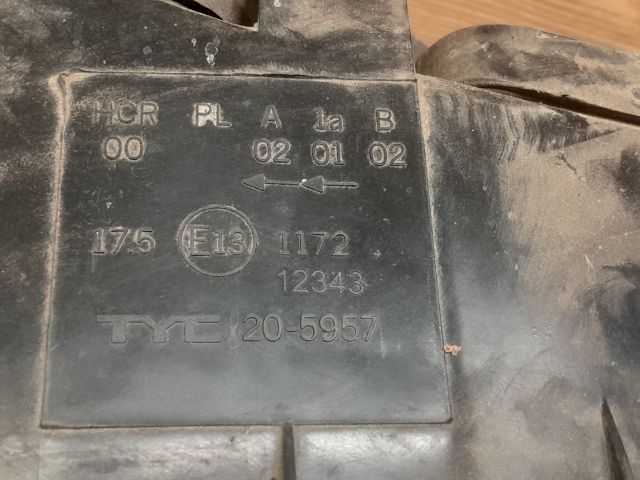 HCR PL A 1a B
00 02 01 02
17.5 E13 1172
12343
TYC 20-5957